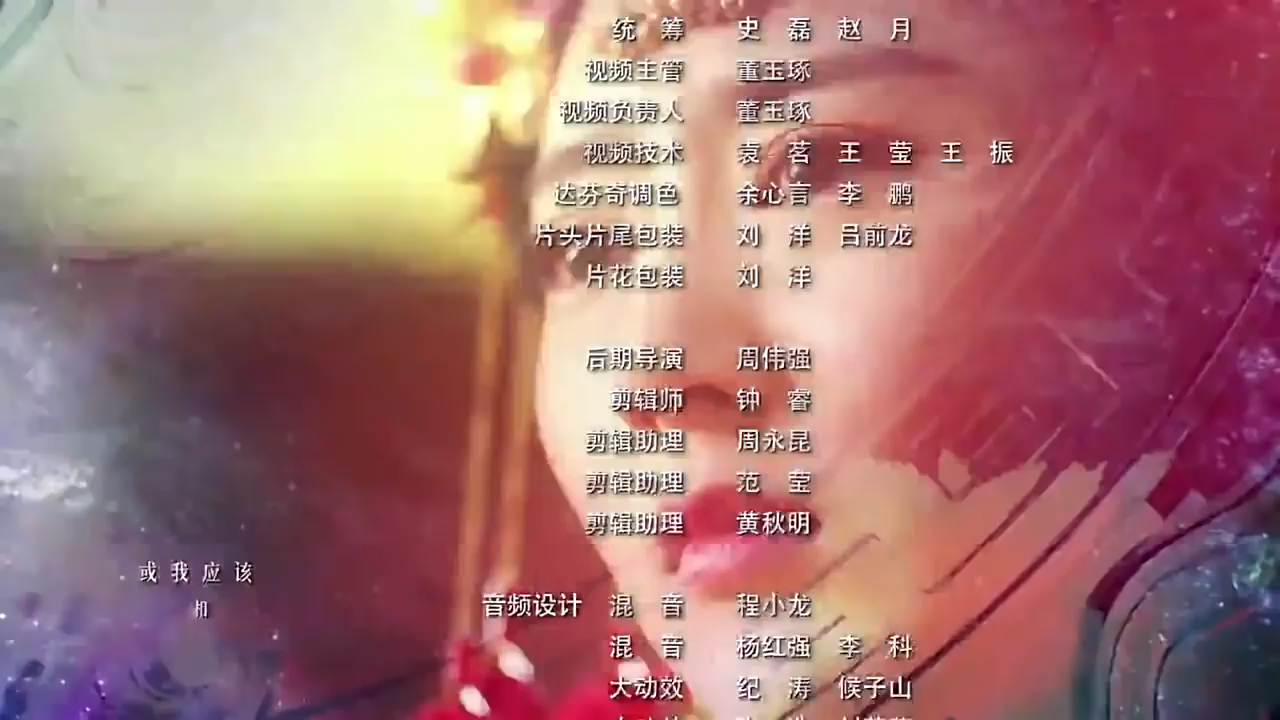 统 筹 史 磊 赵 月
视频主管 董玉琢
视频负责人 董玉琢
视频技术 袁 茗 王 莹 王 振
达芬奇调色 余心言 李 鹏
片头片尾包装 刘 洋 吕前龙
片花包装 刘 洋
后期导演 周伟强
剪辑师 钟 睿
剪辑助理 周永昆
剪辑助理 范 莹
剪辑助理 黄秋明
或我应该
相
音频设计 混 音 程小龙
混 音 杨红强 李 科
大动效 纪 涛 候子山